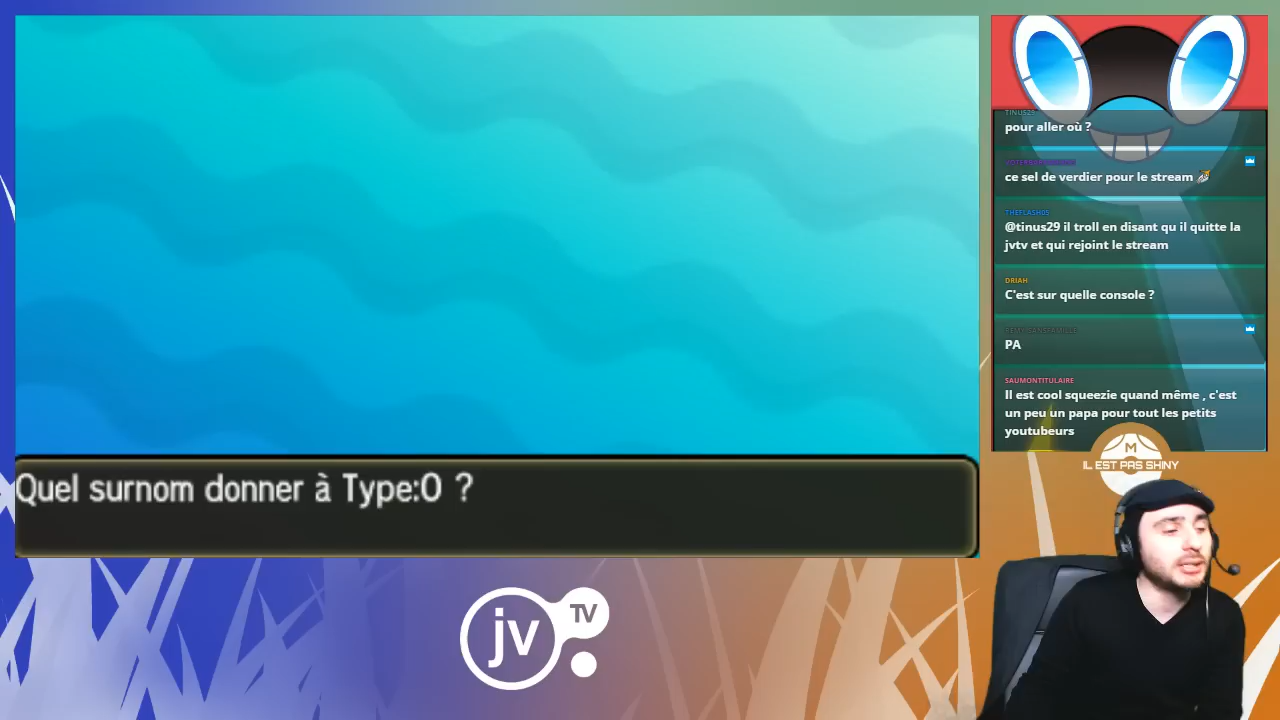 Quel surnom donner à Type:0 ?
jv
TV
TINUS29
pour aller où ?
ce sel de verdier pour le stream
THEFLASH05
@tinus29 il troll en disant qu il quitte la
jvtv et qui rejoint le stream
DRIAH
C'est sur quelle console ?
PA
SAUMONTITULAIRE
Il est cool squeezie quand même , c'est
un peu un papa pour tout les petits
youtubeurs
M
IL EST PAS SHINY